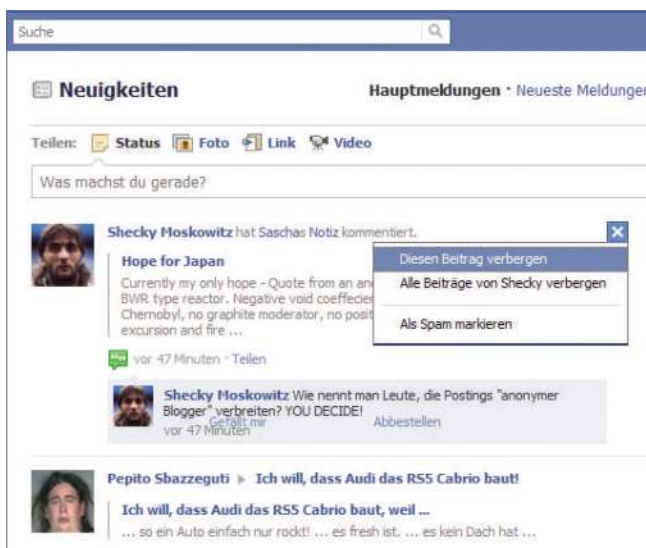 Suche
Neuigkeiten
Hauptmeldungen · Neueste Meldungen
Teilen: Status Foto Link Video
Was machst du gerade?
Shecky Moskowitz hat Saschas Notiz kommentiert.
Diesen Beitrag verbergen
Alle Beiträge von Shecky verbergen
Als Spam markieren
Hope for Japan
Currently my only hope - Quote from an
BWR type reactor. Negative void coeffecien
Chernobyl, no graphite moderator, no posit
excursion and fire ...
vor 47 Minuten · Teilen
Shecky Moskowitz Wie nennt man Leute, die Postings "anonymer
Blogger" verbreiten? YOU DECIDE!
Gefällt mir Abbestellen
vor 47 Minuten
Pepito Sbazzeguti ▸ Ich will, dass Audi das RS5 Cabrio baut!
Ich will, dass Audi das RS5 Cabrio baut, weil ...
... so ein Auto einfach nur rockt! ... es fresh ist. ... es kein Dach hat ...